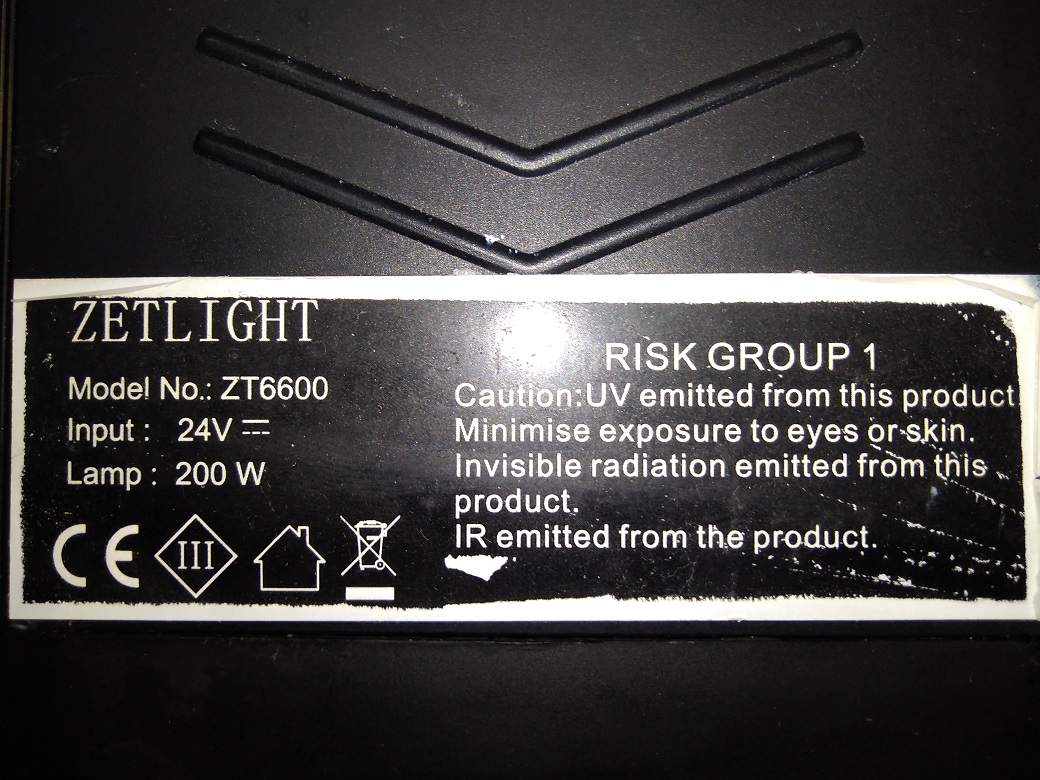 ZETLIGHT
Model No.: ZT6600
Input : 24V ⎓
Lamp : 200 W
CE III
RISK GROUP 1
Caution:UV emitted from this product.
Minimise exposure to eyes or skin.
Invisible radiation emitted from this
product.
IR emitted from the product.